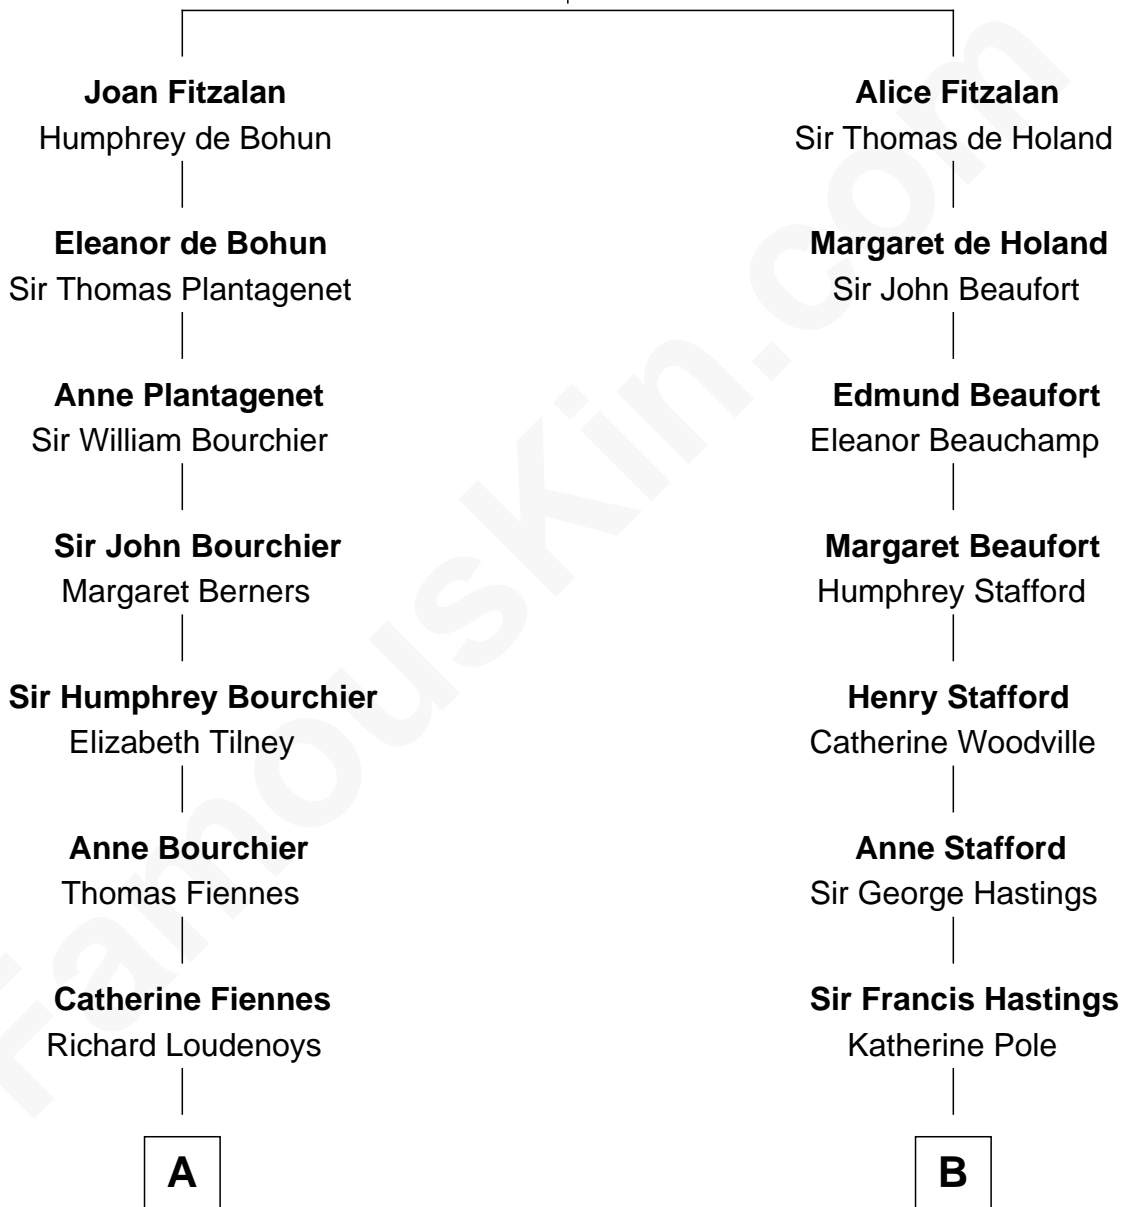 Joan Fitzalan
Humphrey de Bohun
Eleanor de Bohun
Sir Thomas Plantagenet
Anne Plantagenet
Sir William Bourchier
Sir John Bourchier
Margaret Berners
Sir Humphrey Bourchier
Elizabeth Tilney
Anne Bourchier
Thomas Fiennes
Catherine Fiennes
Richard Loudenoys
A
Alice Fitzalan
Sir Thomas de Holand
Margaret de Holand
Sir John Beaufort
Edmund Beaufort
Eleanor Beauchamp
Margaret Beaufort
Humphrey Stafford
Henry Stafford
Catherine Woodville
Anne Stafford
Sir George Hastings
Sir Francis Hastings
Katherine Pole
B
FamousKin.com